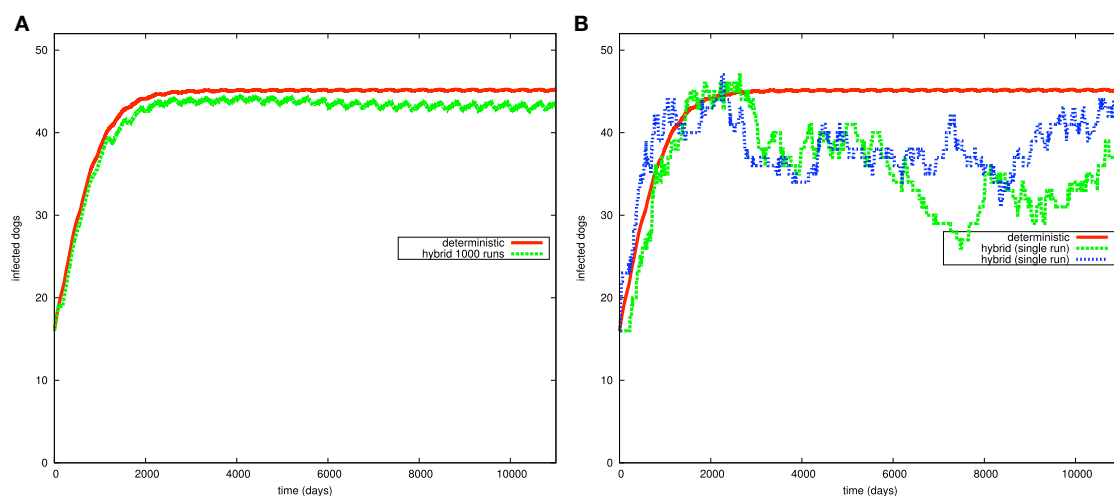 A
50
40
30
20
10
0
infected dogs
deterministic
hybrid 1000 runs
0 2000 4000 6000 8000 10000
time (days)
B
50
40
30
20
10
0
infected dogs
deterministic
hybrid (single run)
hybrid (single run)
0 2000 4000 6000 8000 10000
time (days)